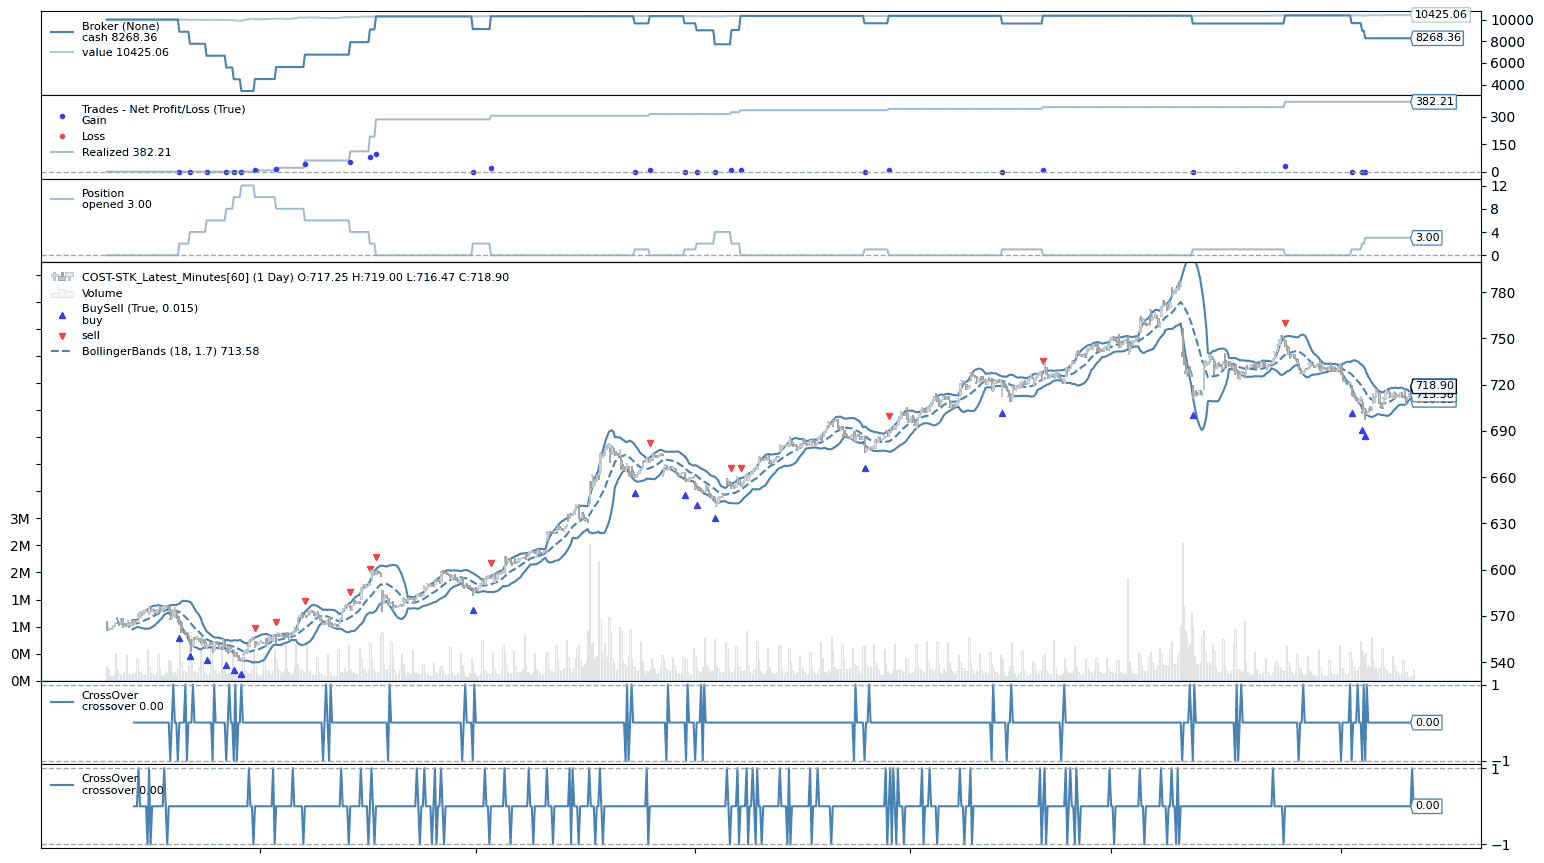 Broker (None)
cash 8268.36
value 10425.06
10425.06
10000
8268.36
8000
6000
4000
Trades - Net Profit/Loss (True)
Gain
Loss
Realized 382.21
382.21
300
150
0
Position
opened 3.00
12
8
4
3.00
0
COST-STK_Latest_Minutes[60] (1 Day) O:717.25 H:719.00 L:716.47 C:718.90
Volume
BuySell (True, 0.015)
buy
sell
BollingerBands (18, 1.7) 713.58
780
750
720
718.90
713.58
690
660
630
600
570
540
3M
2M
2M
1M
1M
0M
0M
CrossOver
crossover 0.00
1
0.00
−1
CrossOver
crossover 0.00
1
0.00
−1